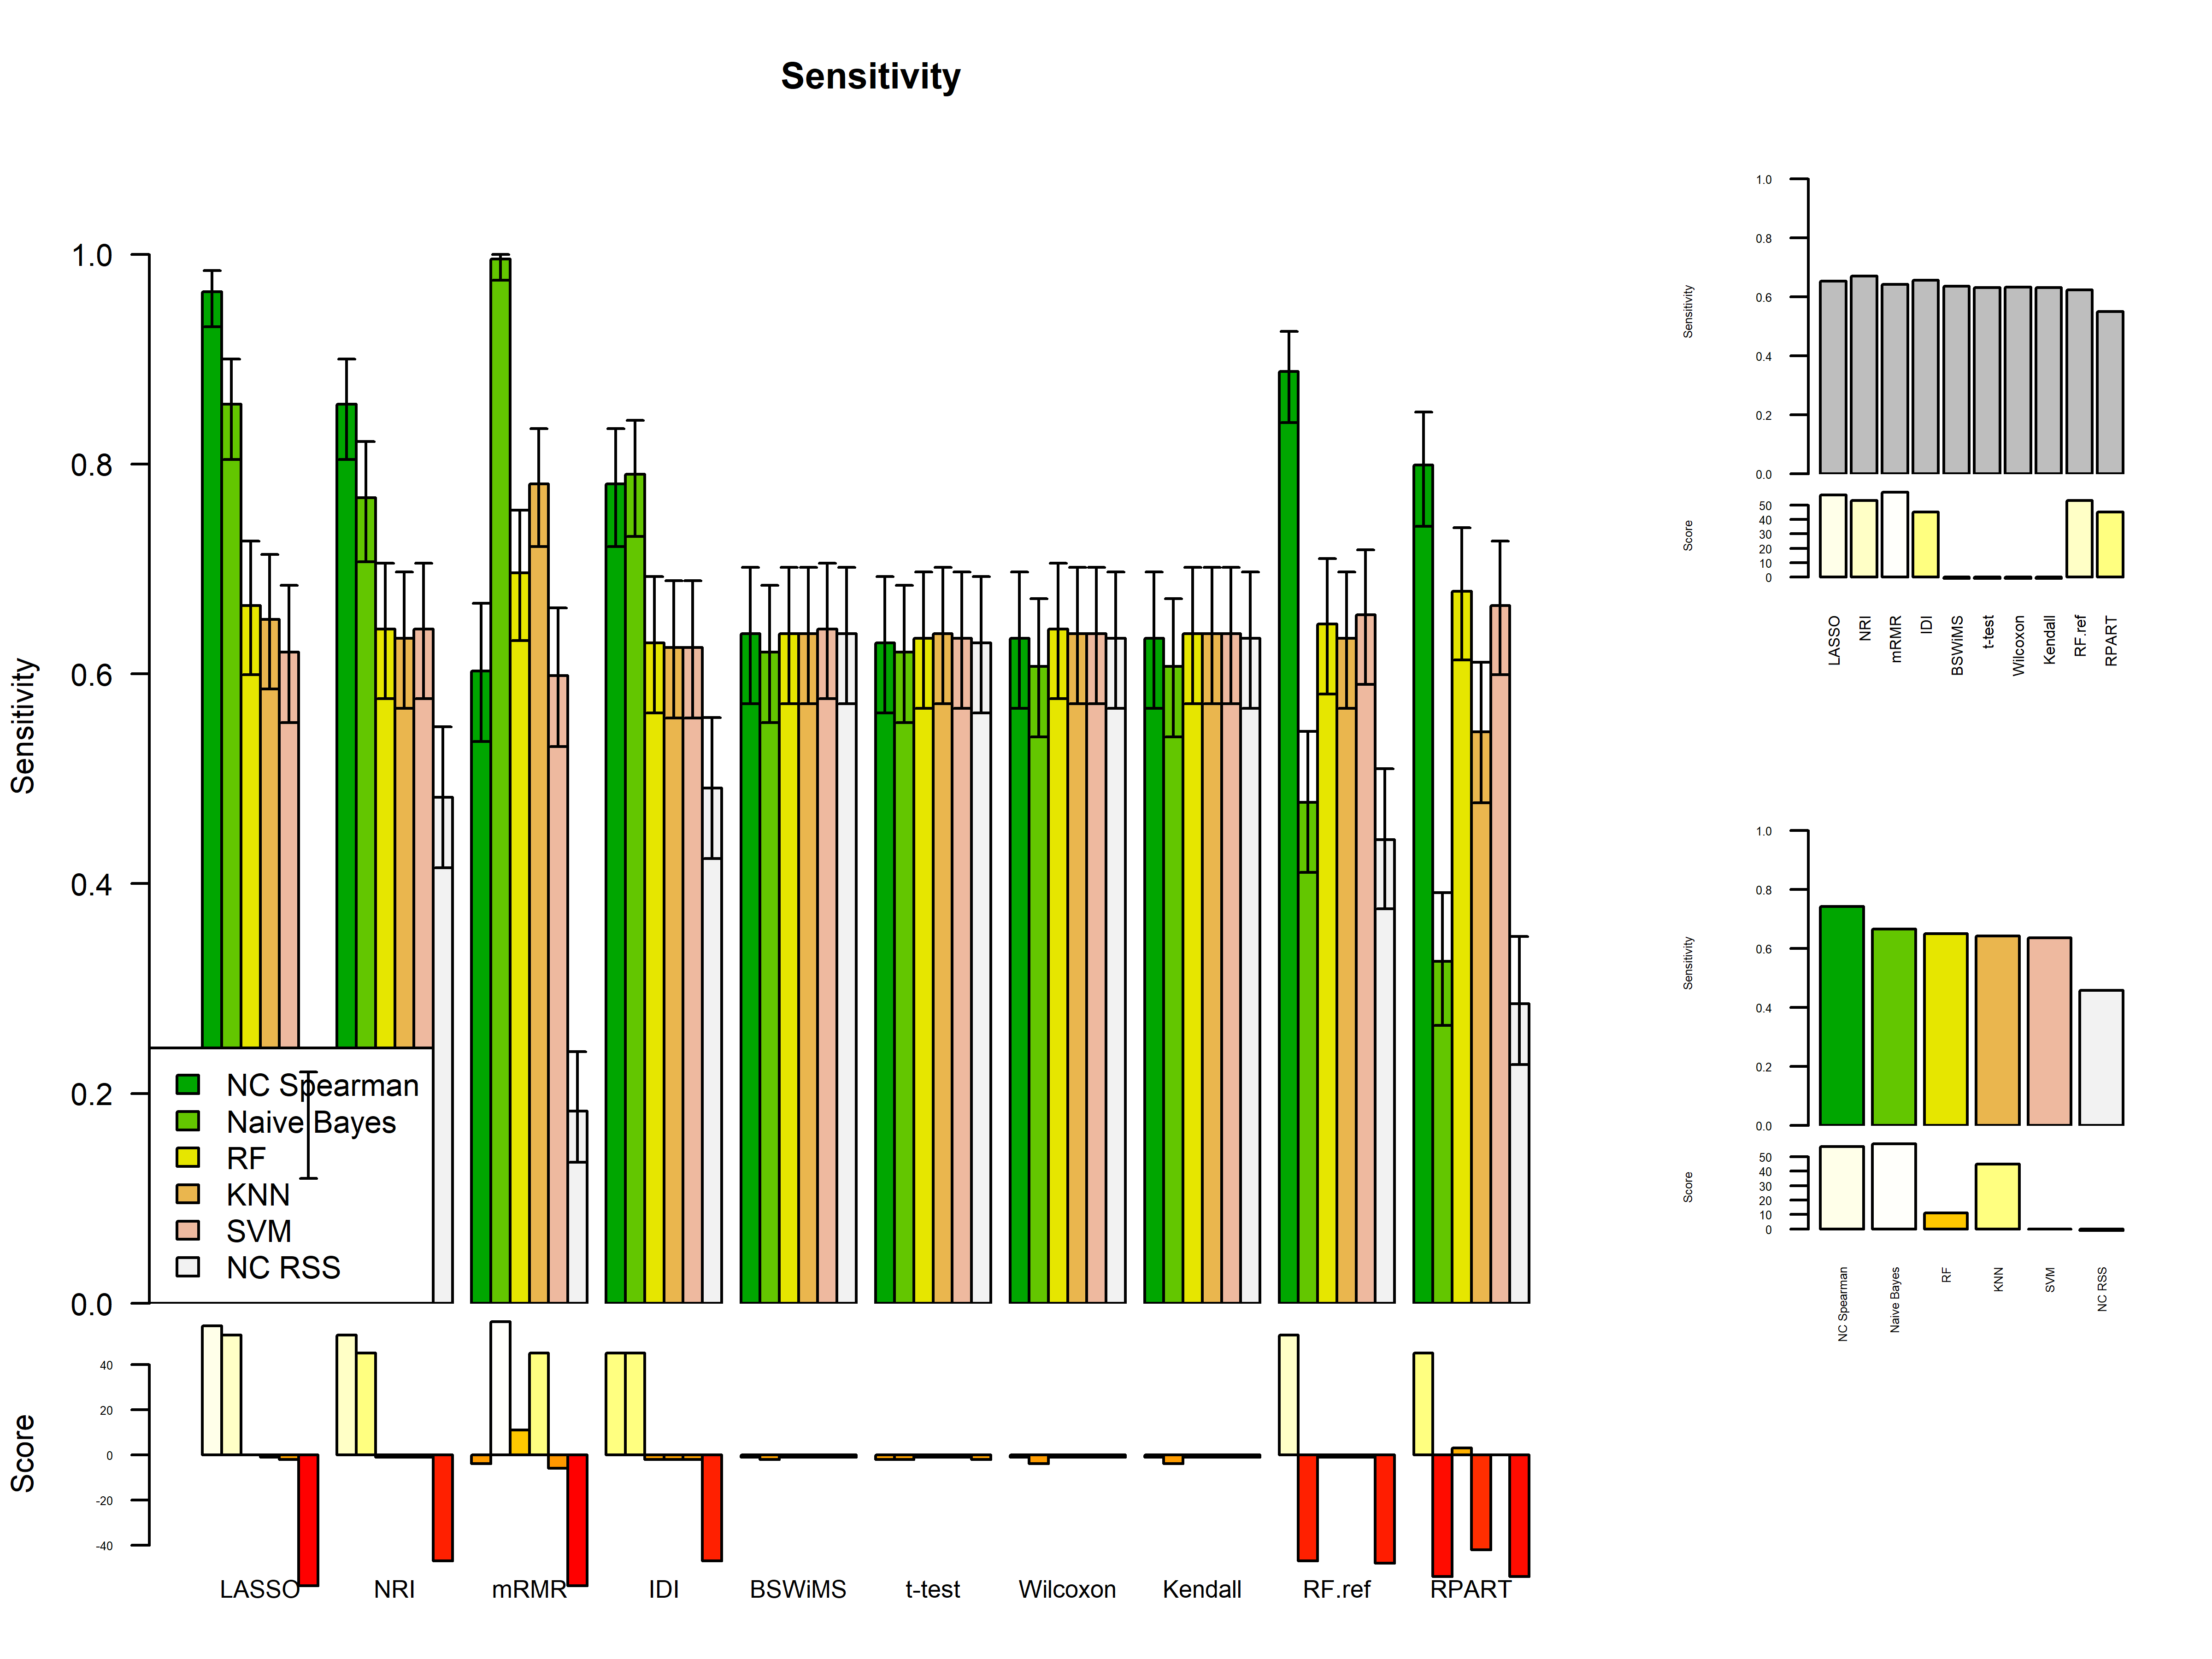 Sensitivity
Sensitivity
1.0
0.8
0.6
0.4
0.2
0.0
NC Spearman
Naive Bayes
RF
KNN
SVM
NC RSS
Score
40
20
0
-20
-40
LASSO NRI mRMR IDI BSWiMS t-test Wilcoxon Kendall RF.ref RPART
Sensitivity
1.0
0.8
0.6
0.4
0.2
0.0
Score
50
40
30
20
10
0
LASSO
NRI
mRMR
IDI
BSWiMS
t-test
Wilcoxon
Kendall
RF.ref
RPART
Sensitivity
1.0
0.8
0.6
0.4
0.2
0.0
Score
50
40
30
20
10
0
NC Spearman
Naive Bayes
RF
KNN
SVM
NC RSS